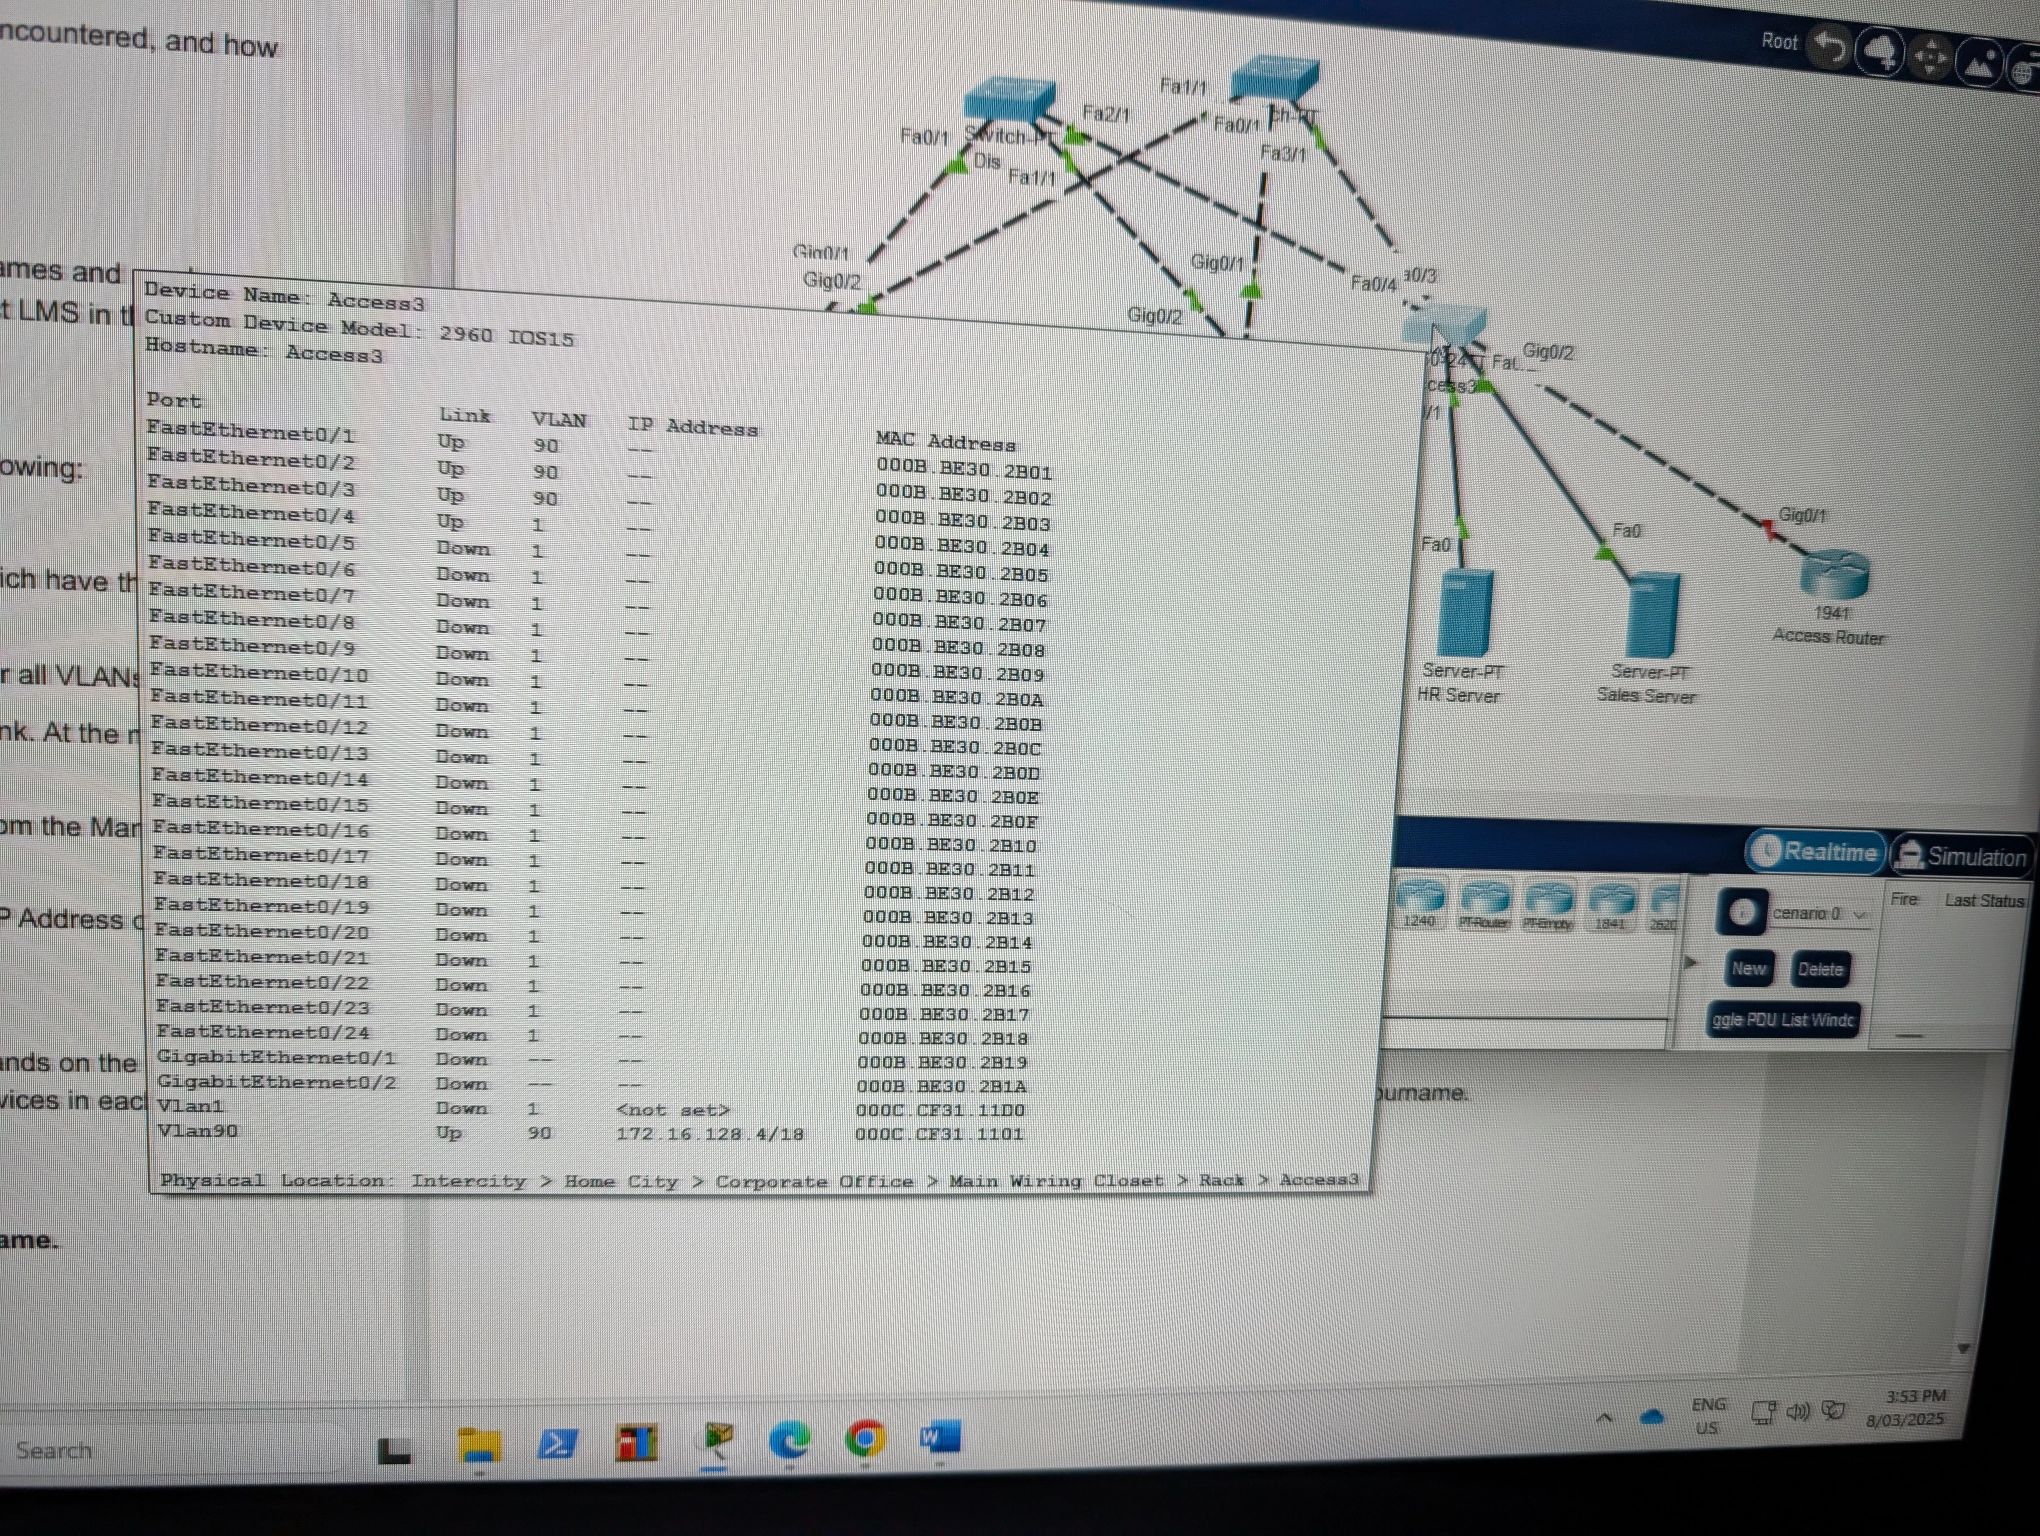 ncountered, and how
ames and
t LMS in t
owing:
ich have th
r all VLANs
nk. At the
om the Mar
P Address
ands on the
vices in eac
ame.
Root
Fa1/1
Fa2/1
Fa0/1
Fa0/1
Switch-PT
Dis
Fa3/1
Fa1/1
Gig0/1
Gig0/2
Gig0/1
Gig0/2
Fa0/4
a0/3
Gig0/2
cess3
/1
Device Name: Access3
Custom Device Model: 2960 IOS15
Hostname: Access3
Port Link VLAN IP Address MAC Address
FastEthernet0/1 Up 90 -- 000B.BE30.2B01
FastEthernet0/2 Up 90 -- 000B.BE30.2B02
FastEthernet0/3 Up 90 -- 000B.BE30.2B03
FastEthernet0/4 Up 1 -- 000B.BE30.2B04
FastEthernet0/5 Down 1 -- 000B.BE30.2B05
FastEthernet0/6 Down 1 -- 000B.BE30.2B06
FastEthernet0/7 Down 1 -- 000B.BE30.2B07
FastEthernet0/8 Down 1 -- 000B.BE30.2B08
FastEthernet0/9 Down 1 -- 000B.BE30.2B09
FastEthernet0/10 Down 1 -- 000B.BE30.2B0A
FastEthernet0/11 Down 1 -- 000B.BE30.2B0B
FastEthernet0/12 Down 1 -- 000B.BE30.2B0C
FastEthernet0/13 Down 1 -- 000B.BE30.2B0D
FastEthernet0/14 Down 1 -- 000B.BE30.2B0E
FastEthernet0/15 Down 1 -- 000B.BE30.2B0F
FastEthernet0/16 Down 1 -- 000B.BE30.2B10
FastEthernet0/17 Down 1 -- 000B.BE30.2B11
FastEthernet0/18 Down 1 -- 000B.BE30.2B12
FastEthernet0/19 Down 1 -- 000B.BE30.2B13
FastEthernet0/20 Down 1 -- 000B.BE30.2B14
FastEthernet0/21 Down 1 -- 000B.BE30.2B15
FastEthernet0/22 Down 1 -- 000B.BE30.2B16
FastEthernet0/23 Down 1 -- 000B.BE30.2B17
FastEthernet0/24 Down 1 -- 000B.BE30.2B18
GigabitEthernet0/1 Down -- -- 000B.BE30.2B19
GigabitEthernet0/2 Down -- -- 000B.BE30.2B1A
Vlan1 Down 1 <not set> 000C.CF31.11D0
Vlan90 Up 90 172.16.128.4/18 000C.CF31.1101
Physical Location: Intercity > Home City > Corporate Office > Main Wiring Closet > Rack > Access3
Fa0
Fa0
Gig0/1
1941
Access Router
Server-PT
HR Server
Server-PT
Sales Server
Realtime
Simulation
1240
PT-Router
PT-Empty
1841
262
cenario 0
Fire
Last Status
New
Delete
ggle PDU List Windo
ourname.
Search
ENG
US
3:53 PM
8/03/2025